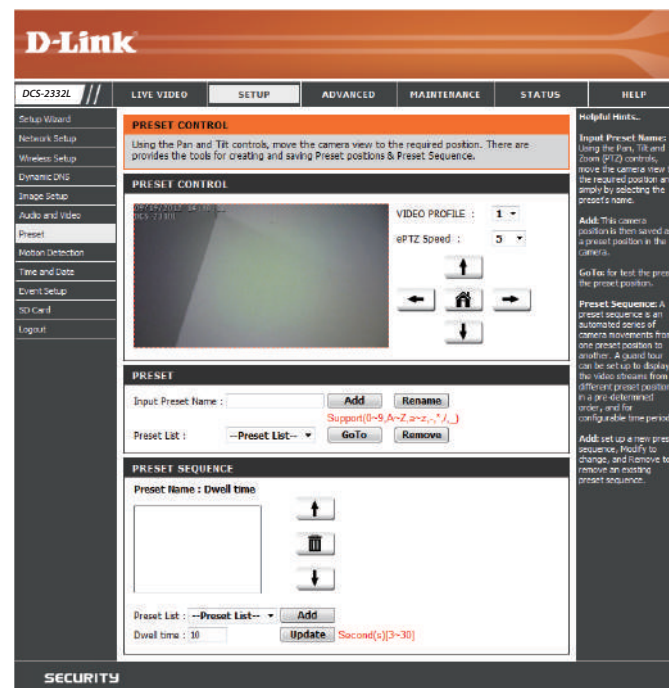 D-Link
DCS-2332L
LIVE VIDEO
SETUP
ADVANCED
MAINTENANCE
STATUS
HELP
Setup Wizard
Network Setup
Wireless Setup
Dynamic DNS
Image Setup
Audio and Video
Preset
Motion Detection
Time and Date
Event Setup
SD Card
Logout
PRESET CONTROL
Using the Pan and Tilt controls, move the camera view to the required position. There are
provides the tools for creating and saving Preset postions & Preset Sequence.
PRESET CONTROL
DCS-2332L
VIDEO PROFILE : 1
ePTZ Speed : 5
PRESET
Input Preset Name :
Add
Rename
Support(0~9,A~Z,a~z,-,*,/,_)
Preset List :
--Preset List--
GoTo
Remove
PRESET SEQUENCE
Preset Name : Dwell time
Preset List :
--Preset List--
Add
Dwell time : 10
Update
Second(s)[3~30]
Helpful Hints..
Input Preset Name:
Using the Pan, Tilt and
Zoom (PTZ) controls,
move the camera view
the required position
simply by selecting the
preset's name.
Add: This camera
position is then saved
a preset position in the
camera.
GoTo: for test the
the preset position.
Preset Sequence: A
preset sequence is an
automated series of
camera movements
one preset position to
another. A guard tour
can be set up to display
the video streams from
different preset
in a pre-determined
order, and for
configurable time
Add: set up a new
sequence, Modify to
change, and Remove
remove an existing
preset sequence.
SECURITY